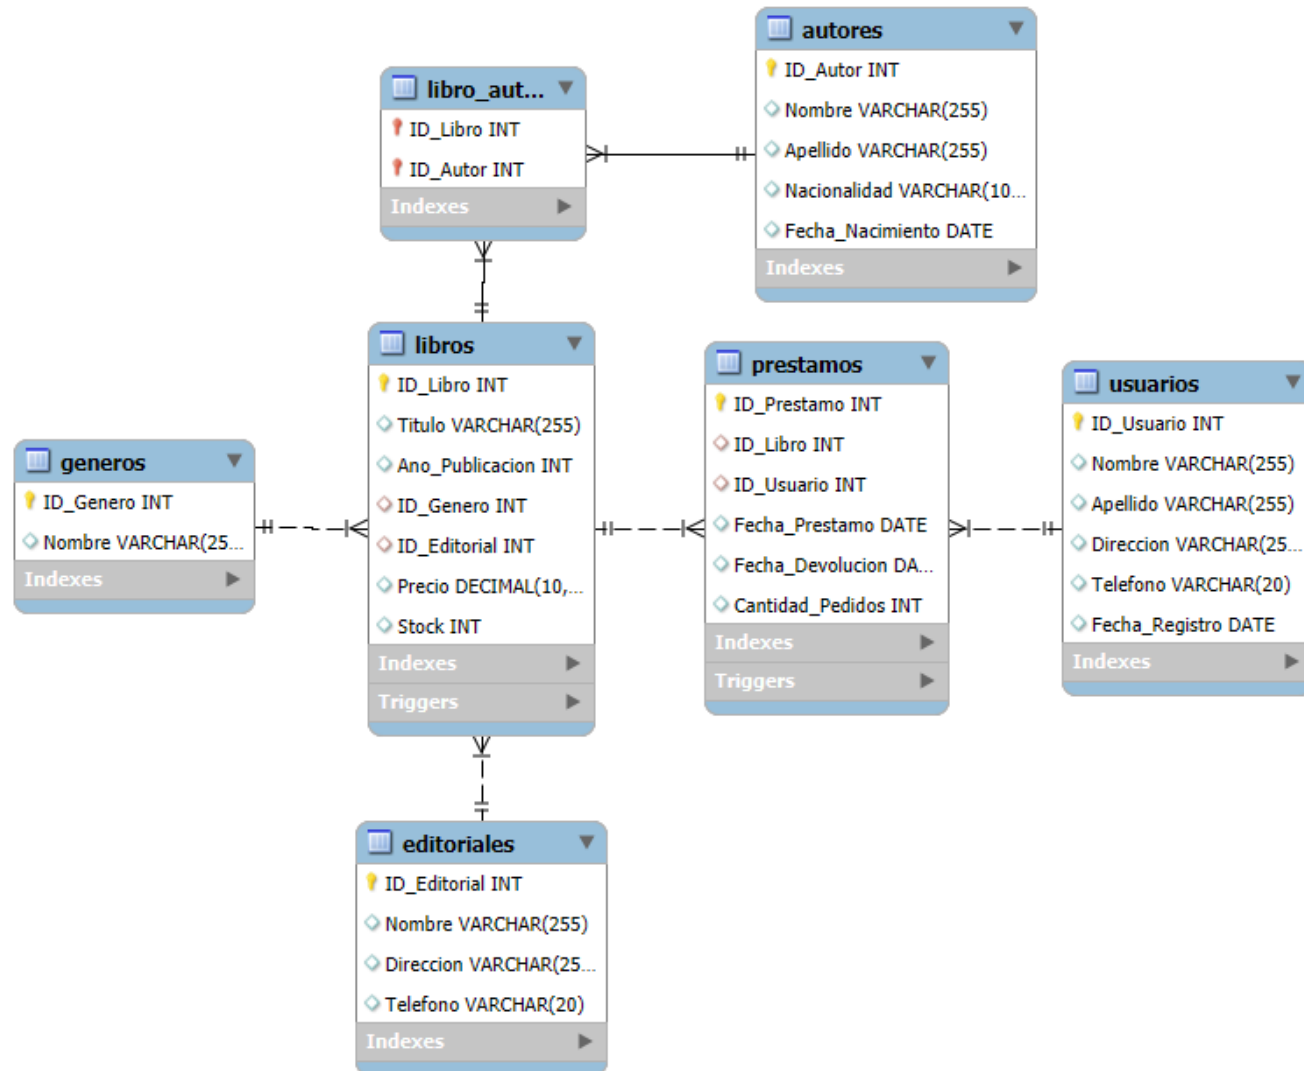 autores
ID_Autor INT
Nombre VARCHAR(255)
Apellido VARCHAR(255)
Nacionalidad VARCHAR(10...
Fecha_Nacimiento DATE
Indexes
libro_aut...
ID_Libro INT
ID_Autor INT
Indexes
libros
ID_Libro INT
Titulo VARCHAR(255)
Ano_Publicacion INT
ID_Genero INT
ID_Editorial INT
Precio DECIMAL(10,...
Stock INT
Indexes
Triggers
prestamos
ID_Prestamo INT
ID_Libro INT
ID_Usuario INT
Fecha_Prestamo DATE
Fecha_Devolucion DA...
Cantidad_Pedidos INT
Indexes
Triggers
usuarios
ID_Usuario INT
Nombre VARCHAR(255)
Apellido VARCHAR(255)
Direccion VARCHAR(25...
Telefono VARCHAR(20)
Fecha_Registro DATE
Indexes
generos
ID_Genero INT
Nombre VARCHAR(25...
Indexes
editoriales
ID_Editorial INT
Nombre VARCHAR(255)
Direccion VARCHAR(25...
Telefono VARCHAR(20)
Indexes